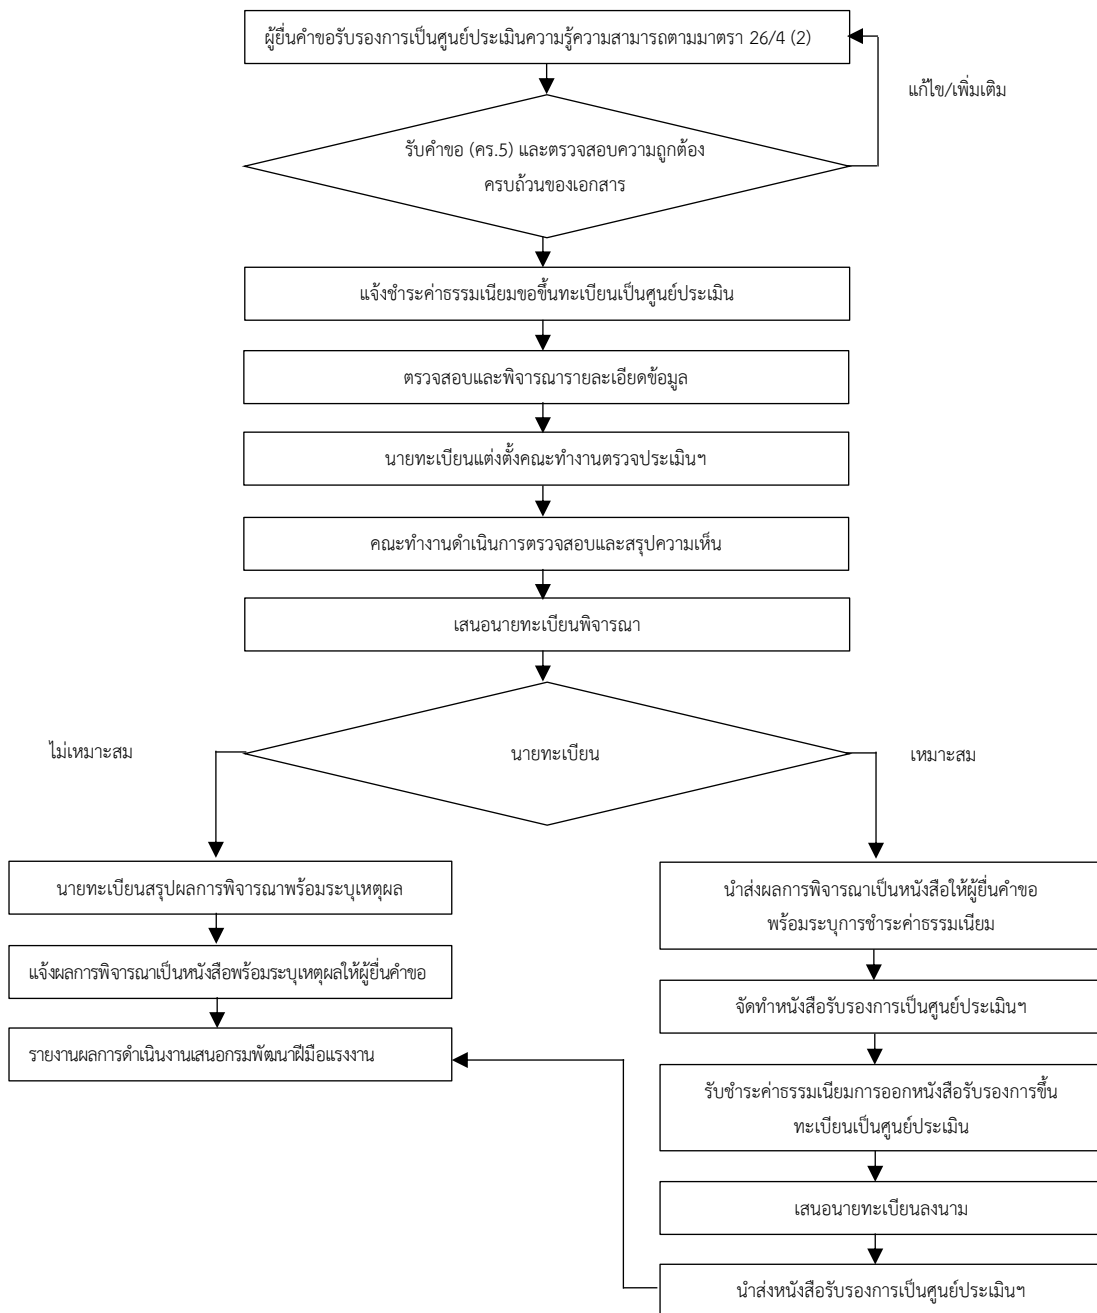 ผู้ยื่นคำขอรับรองการเป็นศูนย์ประเมินความรู้ความสามารถตามมาตรา 26/4 (2)
แก้ไข/เพิ่มเติม
รับคำขอ (คร.5) และตรวจสอบความถูกต้อง
ครบถ้วนของเอกสาร
แจ้งชำระค่าธรรมเนียมขอขึ้นทะเบียนเป็นศูนย์ประเมิน
ตรวจสอบและพิจารณารายละเอียดข้อมูล
นายทะเบียนแต่งตั้งคณะทำงานตรวจประเมินฯ
คณะทำงานดำเนินการตรวจสอบและสรุปความเห็น
เสนอนายทะเบียนพิจารณา
ไม่เหมาะสม
นายทะเบียน
เหมาะสม
นายทะเบียนสรุปผลการพิจารณาพร้อมระบุเหตุผล
แจ้งผลการพิจารณาเป็นหนังสือพร้อมระบุเหตุผลให้ผู้ยื่นคำขอ
รายงานผลการดำเนินงานเสนอกรมพัฒนาฝีมือแรงงาน
นำส่งผลการพิจารณาเป็นหนังสือให้ผู้ยื่นคำขอ
พร้อมระบุการชำระค่าธรรมเนียม
จัดทำหนังสือรับรองการเป็นศูนย์ประเมินฯ
รับชำระค่าธรรมเนียมการออกหนังสือรับรองการขึ้น
ทะเบียนเป็นศูนย์ประเมิน
เสนอนายทะเบียนลงนาม
นำส่งหนังสือรับรองการเป็นศูนย์ประเมินฯ